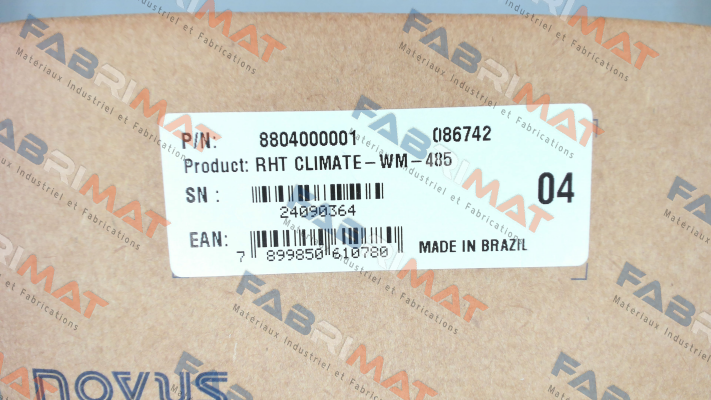 P/N: 8804000001 086742
Product: RHT CLIMATE-WM-485
SN : 04
24090364
EAN: MADE IN BRAZIL
7 899850 610780
novus
FABRIMAT
Matériaux Industriel et Fabrications